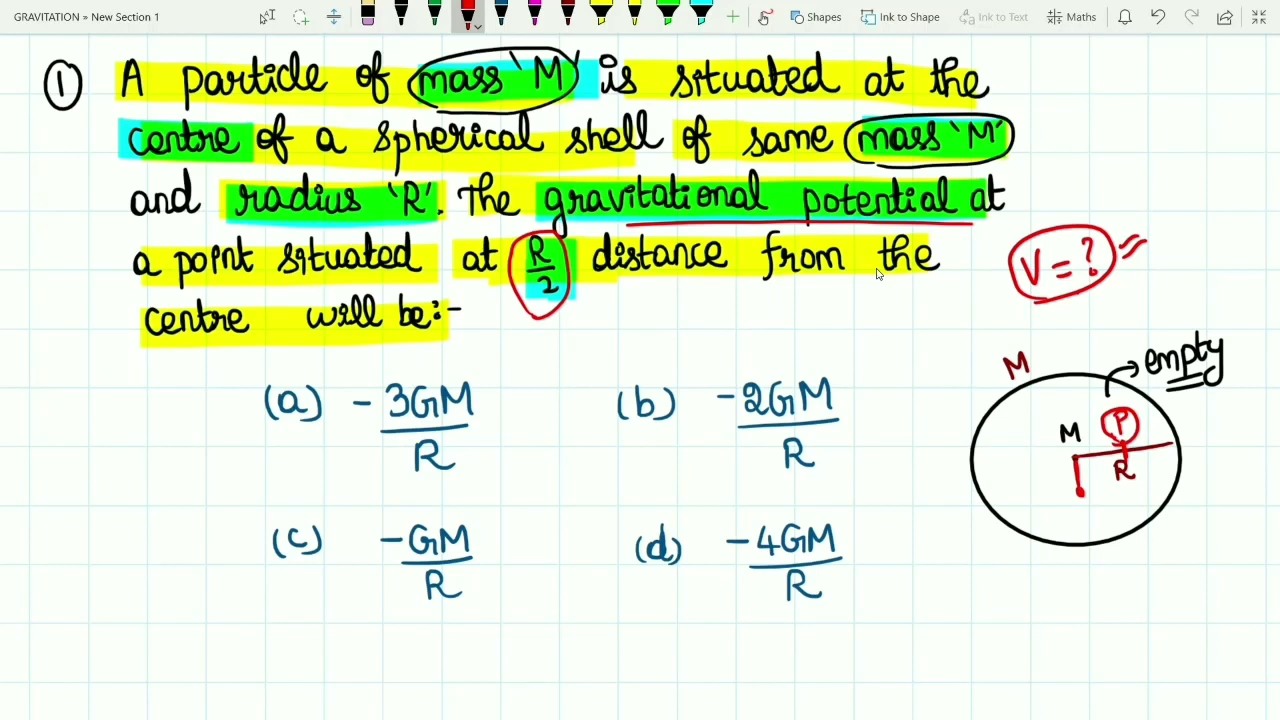 GRAVITATION » New Section 1
Shapes
Ink to Shape
Ink to Text
Maths
① A particle of mass 'M' is situated at the
centre of a spherical shell of same mass 'M'
and radius 'R'. The gravitational potential at
a point situated at R/2 distance from the
centre will be:-
V = ?
(a) -3GM/R (b) -2GM/R
(c) -GM/R (d) -4GM/R
M
empty
M P
R